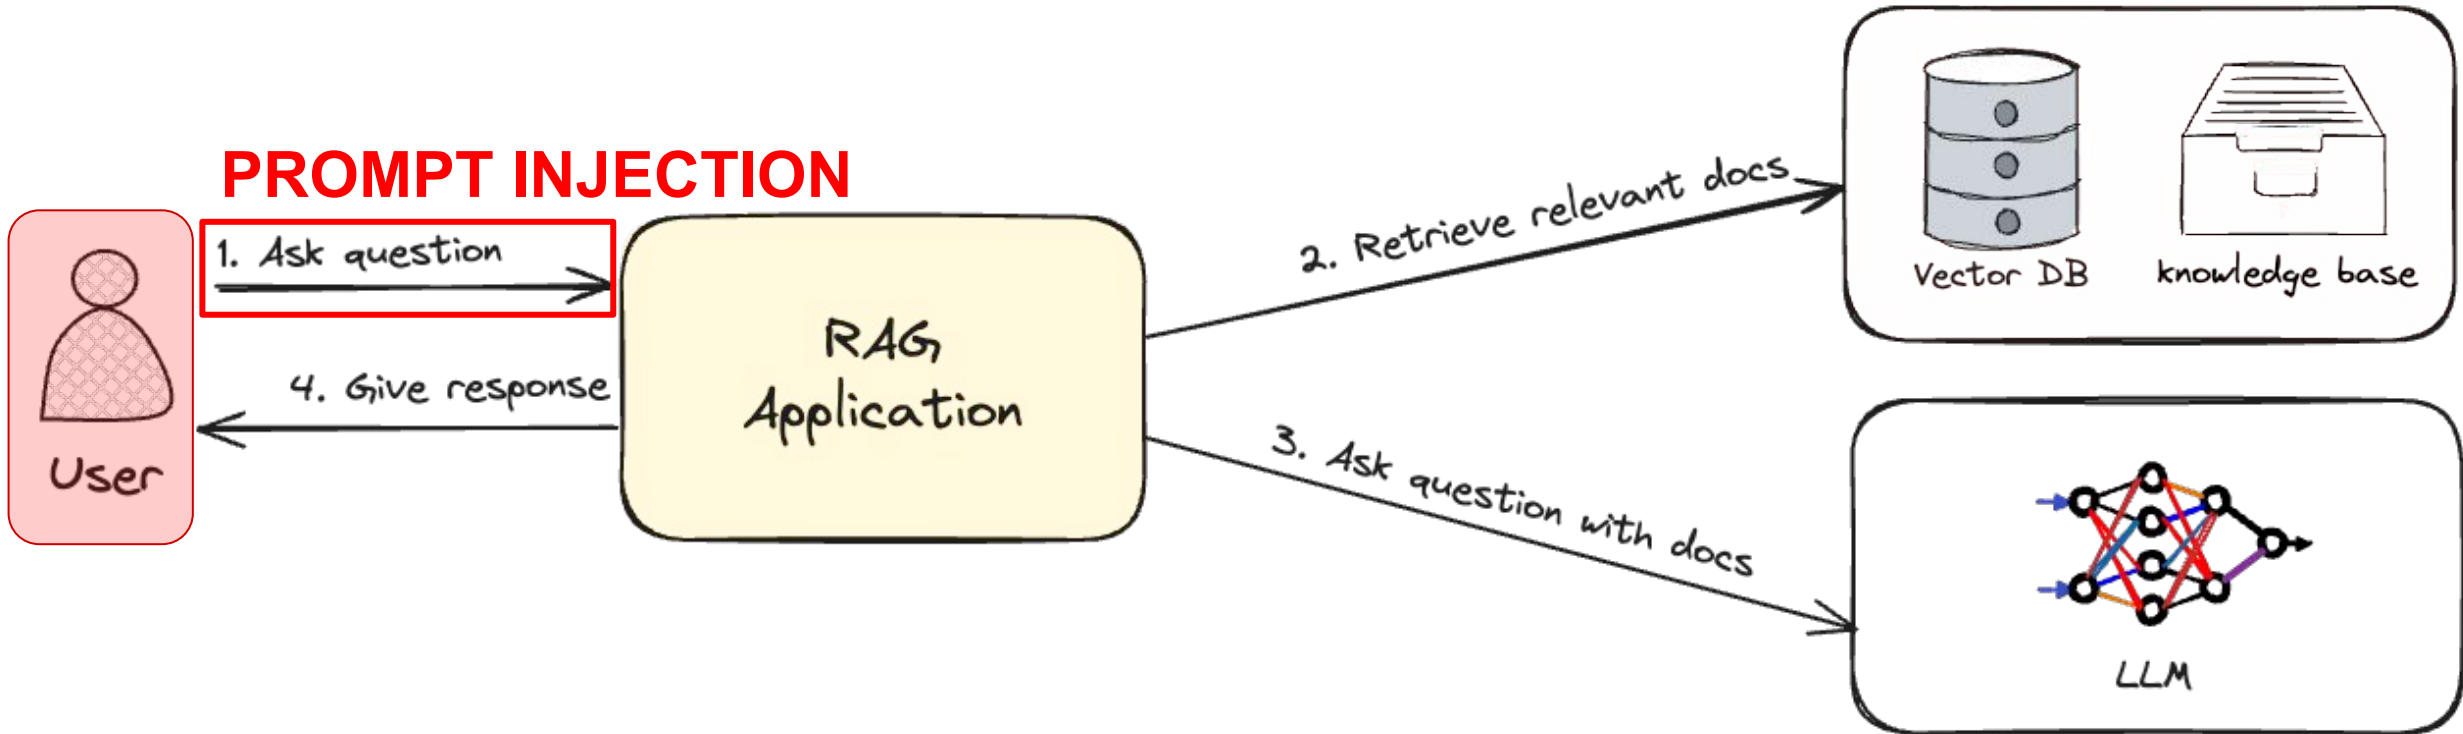 PROMPT INJECTION
1. Ask question
4. Give response
User
RAG
Application
2. Retrieve relevant docs
Vector DB
knowledge base
3. Ask question with docs
LLM